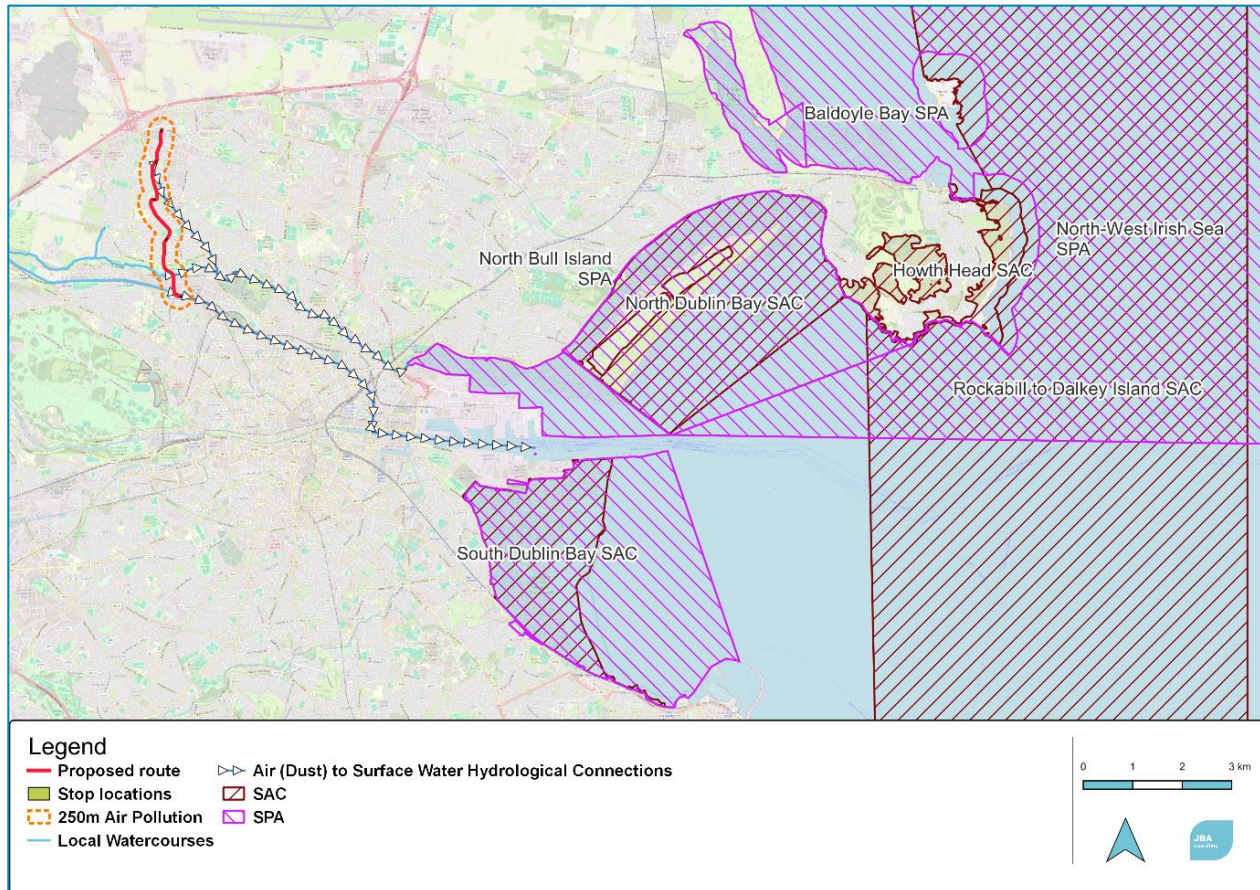 Baldoyle Bay SPA
North-West Irish Sea
SPA
North Bull Island
SPA
Howth Head SAC
North Dublin Bay SAC
Rockabill to Dalkey Island SAC
South Dublin Bay SAC
Legend
Proposed route
Air (Dust) to Surface Water Hydrological Connections
Stop locations
SAC
250m Air Pollution
SPA
Local Watercourses
0 1 2 3 km
JBA
consulting